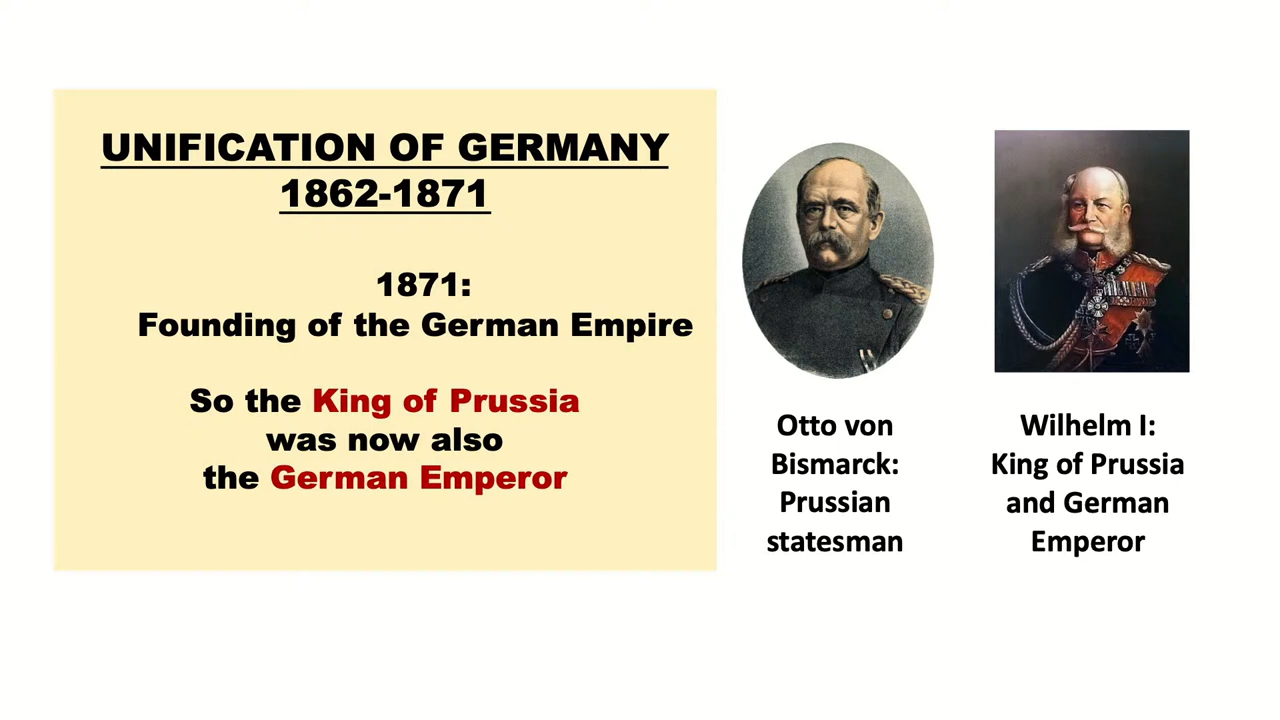 UNIFICATION OF GERMANY
1862-1871
1871:
Founding of the German Empire
So the King of Prussia
was now also
the German Emperor
Otto von
Bismarck:
Prussian
statesman
Wilhelm I:
King of Prussia
and German
Emperor